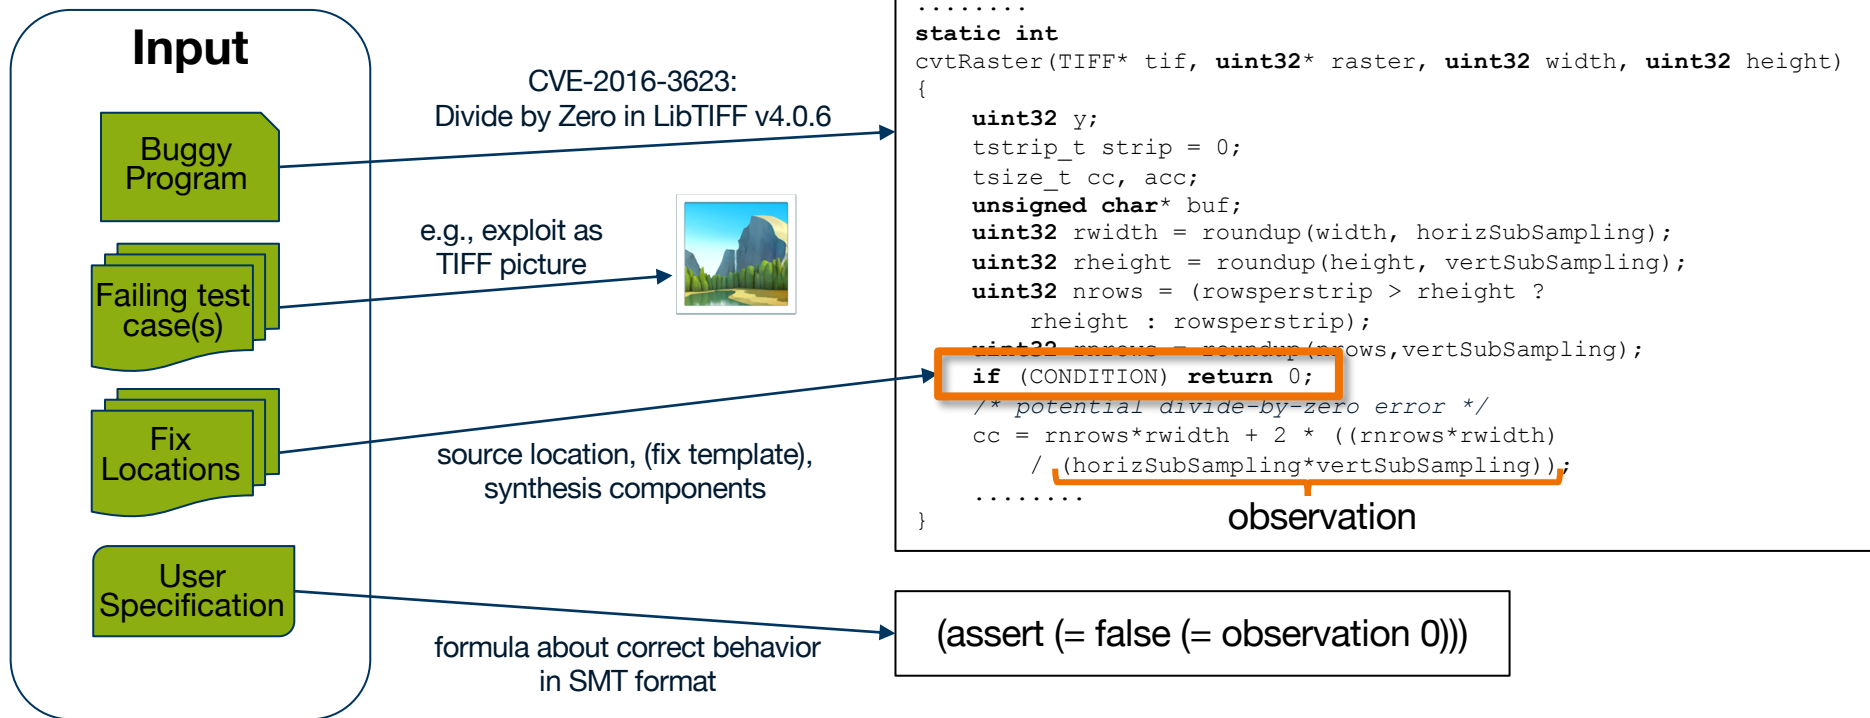 Input
Buggy
Program
Failing test
case(s)
Fix
Locations
User
Specification
CVE-2016-3623:
Divide by Zero in LibTIFF v4.0.6
e.g., exploit as
TIFF picture
source location, (fix template),
synthesis components
formula about correct behavior
in SMT format
........
static int
cvtRaster(TIFF* tif, uint32* raster, uint32 width, uint32 height)
{
    uint32 y;
    tstrip_t strip = 0;
    tsize_t cc, acc;
    unsigned char* buf;
    uint32 rwidth = roundup(width, horizSubSampling);
    uint32 rheight = roundup(height, vertSubSampling);
    uint32 nrows = (rowsperstrip > rheight ?
        rheight : rowsperstrip);
    uint32 rnrows = roundup(nrows,vertSubSampling);
    if (CONDITION) return 0;
    /* potential divide-by-zero error */
    cc = rnrows*rwidth + 2 * ((rnrows*rwidth)
        / (horizSubSampling*vertSubSampling));
    ........
}
observation
(assert (= false (= observation 0)))